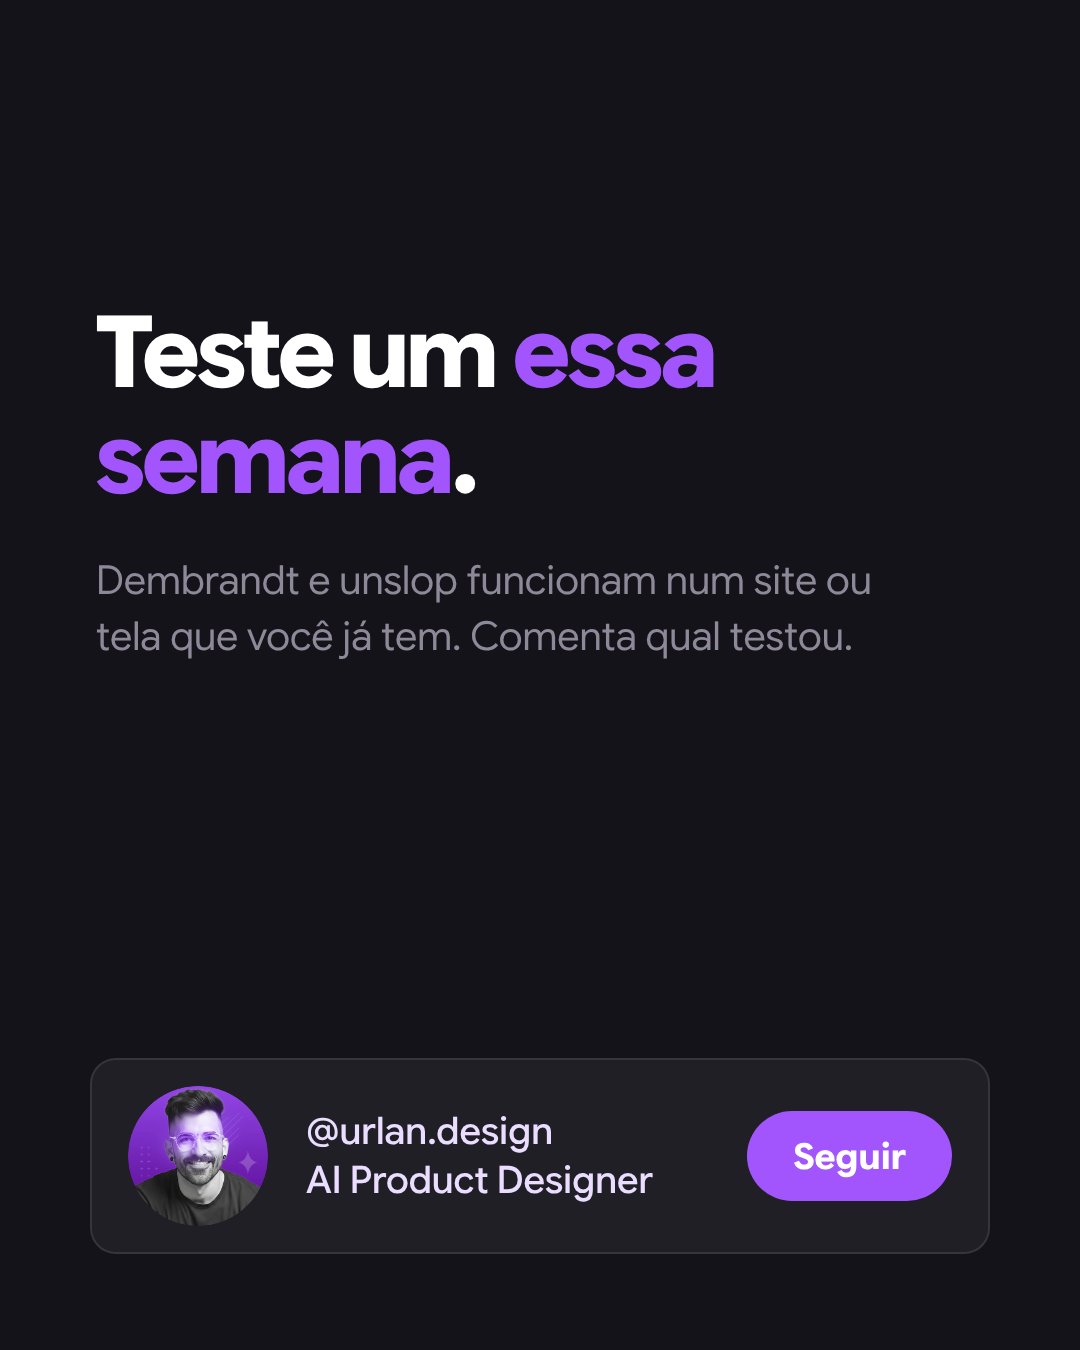 Teste um essa
semana.
Dembrandt e unslop funcionam num site ou
tela que você já tem. Comenta qual testou.
@urlan.design
AI Product Designer
Seguir